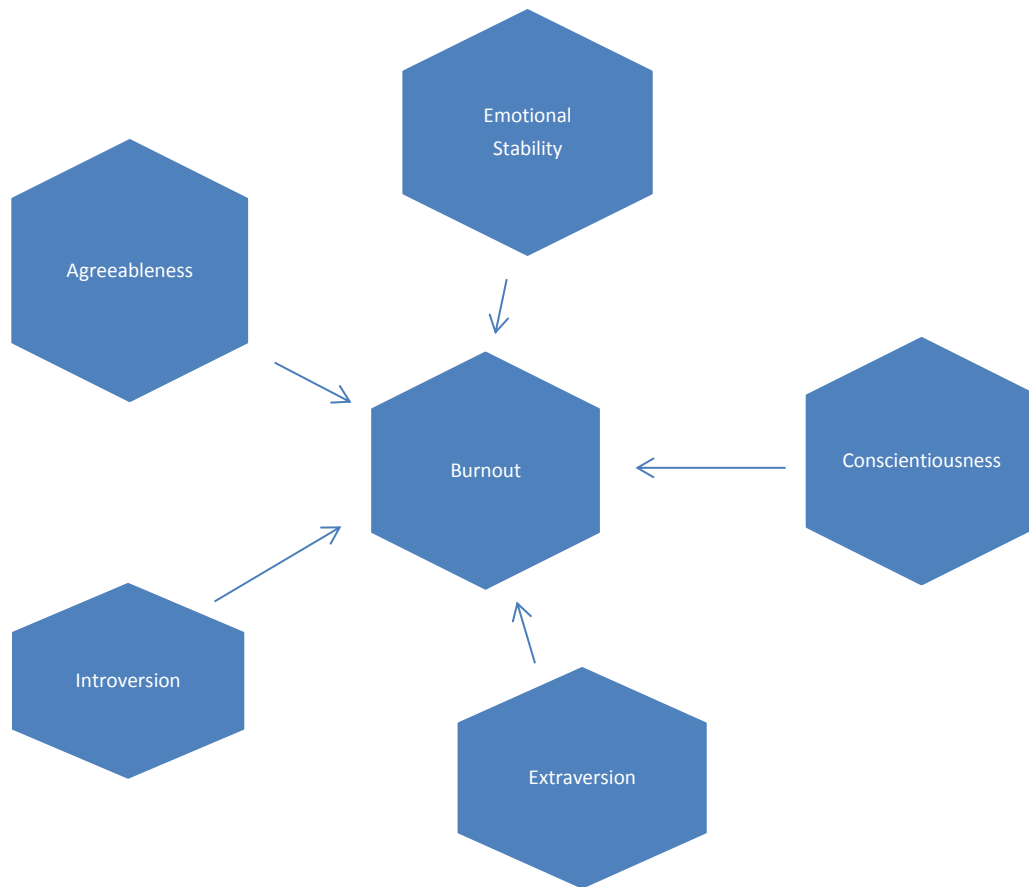 Emotional
Stability
Agreeableness
Burnout
Conscientiousness
Introversion
Extraversion